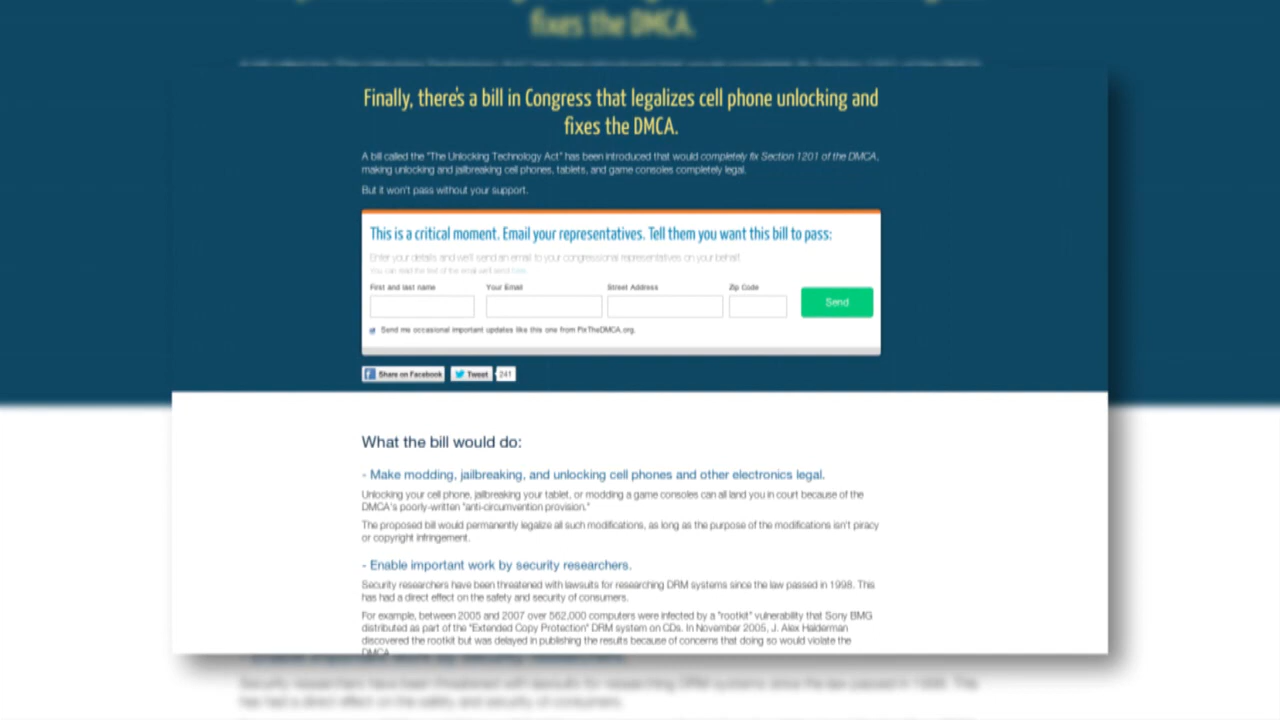 fixes the DMCA.
Finally, there's a bill in Congress that legalizes cell phone unlocking and
fixes the DMCA.
A bill called the "The Unlocking Technology Act" has been introduced that would completely fix Section 1201 of the DMCA,
making unlocking and jailbreaking cell phones, tablets, and game consoles completely legal.
But it won't pass without your support.
This is a critical moment. Email your representatives. Tell them you want this bill to pass:
Enter your details and we'll send an email to your congressional representatives on your behalf.
You can read the text of the email we'll send here.
First and last name Your Email Street Address Zip Code
Send
Send me occasional important updates like this one from FixTheDMCA.org.
Share on Facebook Tweet 241
What the bill would do:
- Make modding, jailbreaking, and unlocking cell phones and other electronics legal.
Unlocking your cell phone, jailbreaking your tablet, or modding a game consoles can all land you in court because of the
DMCA's poorly-written "anti-circumvention provision."
The proposed bill would permanently legalize all such modifications, as long as the purpose of the modifications isn't piracy
or copyright infringement.
- Enable important work by security researchers.
Security researchers have been threatened with lawsuits for researching DRM systems since the law passed in 1998. This
has had a direct effect on the safety and security of consumers.
For example, between 2005 and 2007 over 562,000 computers were infected by a "rootkit" vulnerability that Sony BMG
distributed as part of the "Extended Copy Protection" DRM system on CDs. In November 2005, J. Alex Halderman
discovered the rootkit but was delayed in publishing the results because of concerns that doing so would violate the
DMCA.
Security researchers have been threatened with lawsuits for researching DRM systems since the law passed in 1998. This
has had a direct effect on the safety and security of consumers.